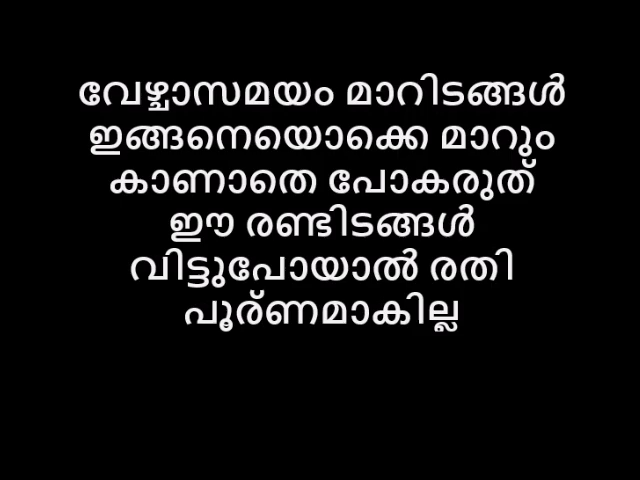 വേഴ്ചാസമയം മാറിടങ്ങൾ
ഇങ്ങനെയൊക്കെ മാറും
കാണാതെ പോകരുത്
ഈ രണ്ടിടങ്ങൾ
വിട്ടുപോയാൽ രതി
പൂര്ണമാകില്ല